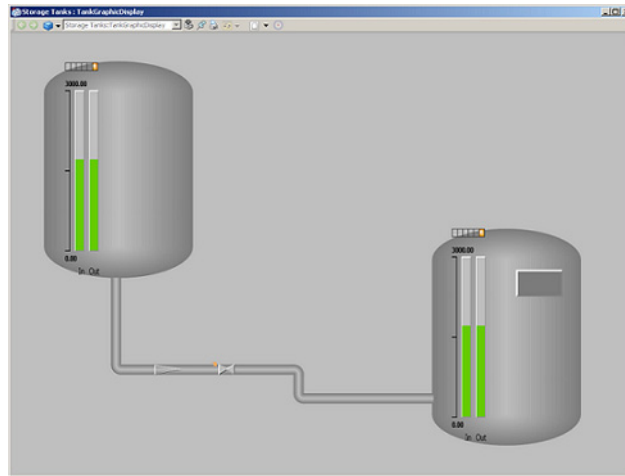 Storage Tanks : TankGraphicDisplay
Storage Tanks:TankGraphicDisplay
3000.00
0.00
In Out
3000.00
0.00
In Out